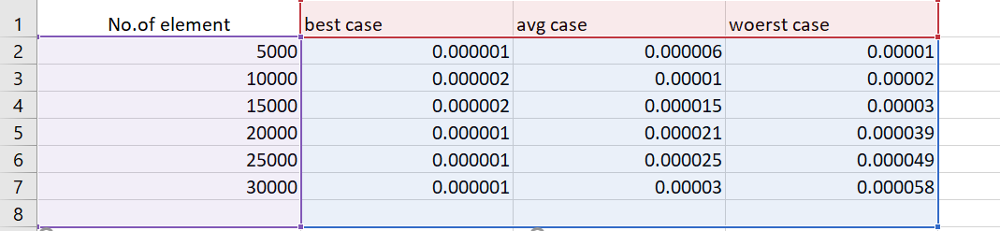 1 No.of element best case avg case woerst case
2 5000 0.000001 0.000006 0.00001
3 10000 0.000002 0.00001 0.00002
4 15000 0.000002 0.000015 0.00003
5 20000 0.000001 0.000021 0.000039
6 25000 0.000001 0.000025 0.000049
7 30000 0.000001 0.00003 0.000058
8